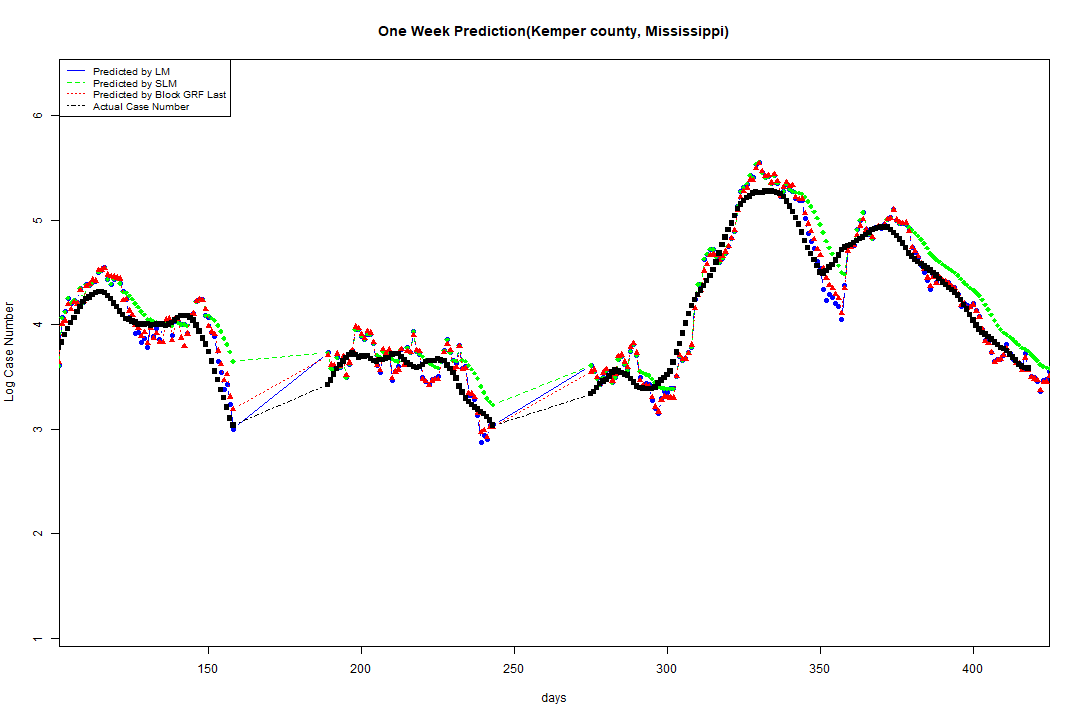 One Week Prediction(Kemper county, Mississippi)
Predicted by LM
Predicted by SLM
Predicted by Block GRF Last
Actual Case Number
Log Case Number
6
5
4
3
2
1
150 200 250 300 350 400
days